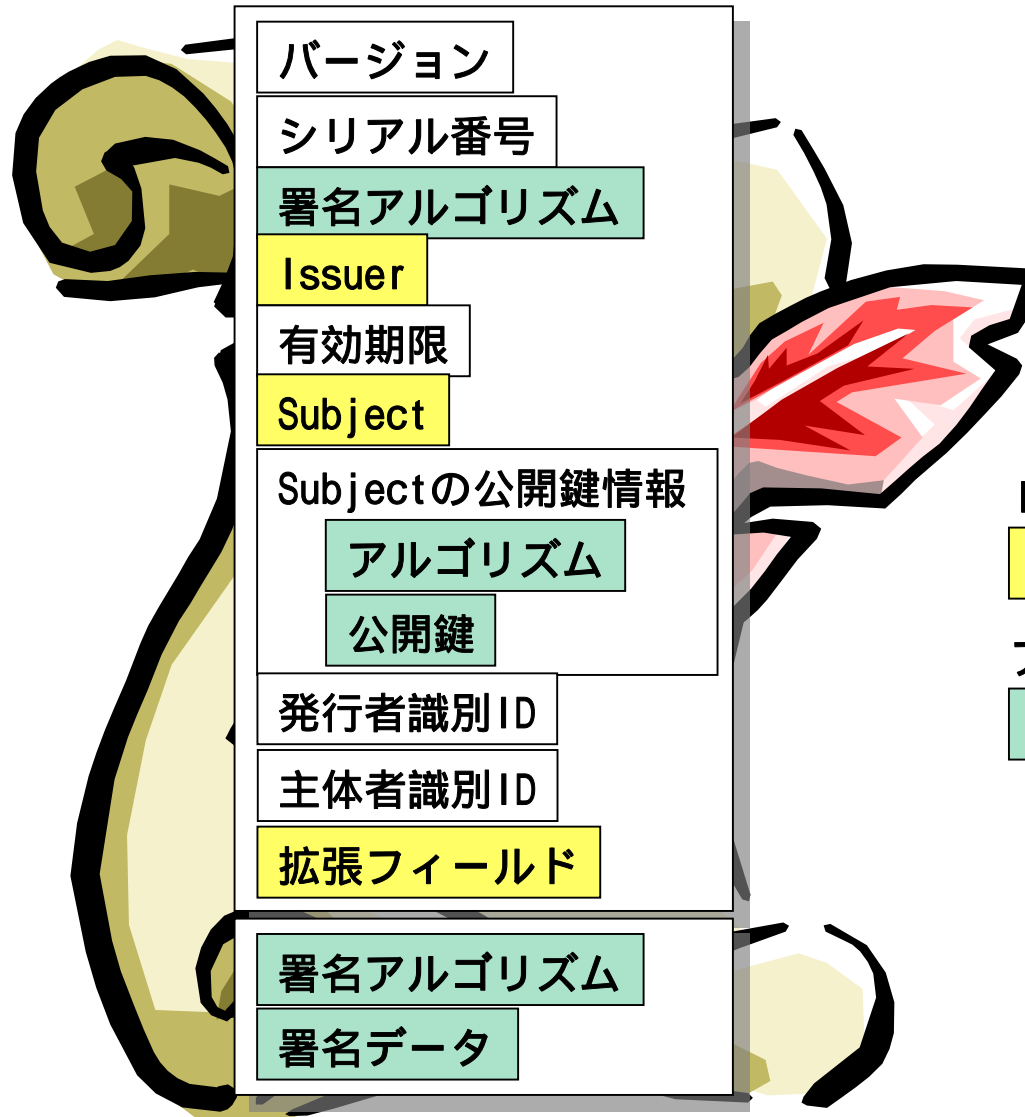 バージョン
シリアル番号
署名アルゴリズム
Issuer
有効期限
Subject
Subjectの公開鍵情報
アルゴリズム
公開鍵
発行者識別ID
主体者識別ID
拡張フィールド
署名アルゴリズム
署名データ